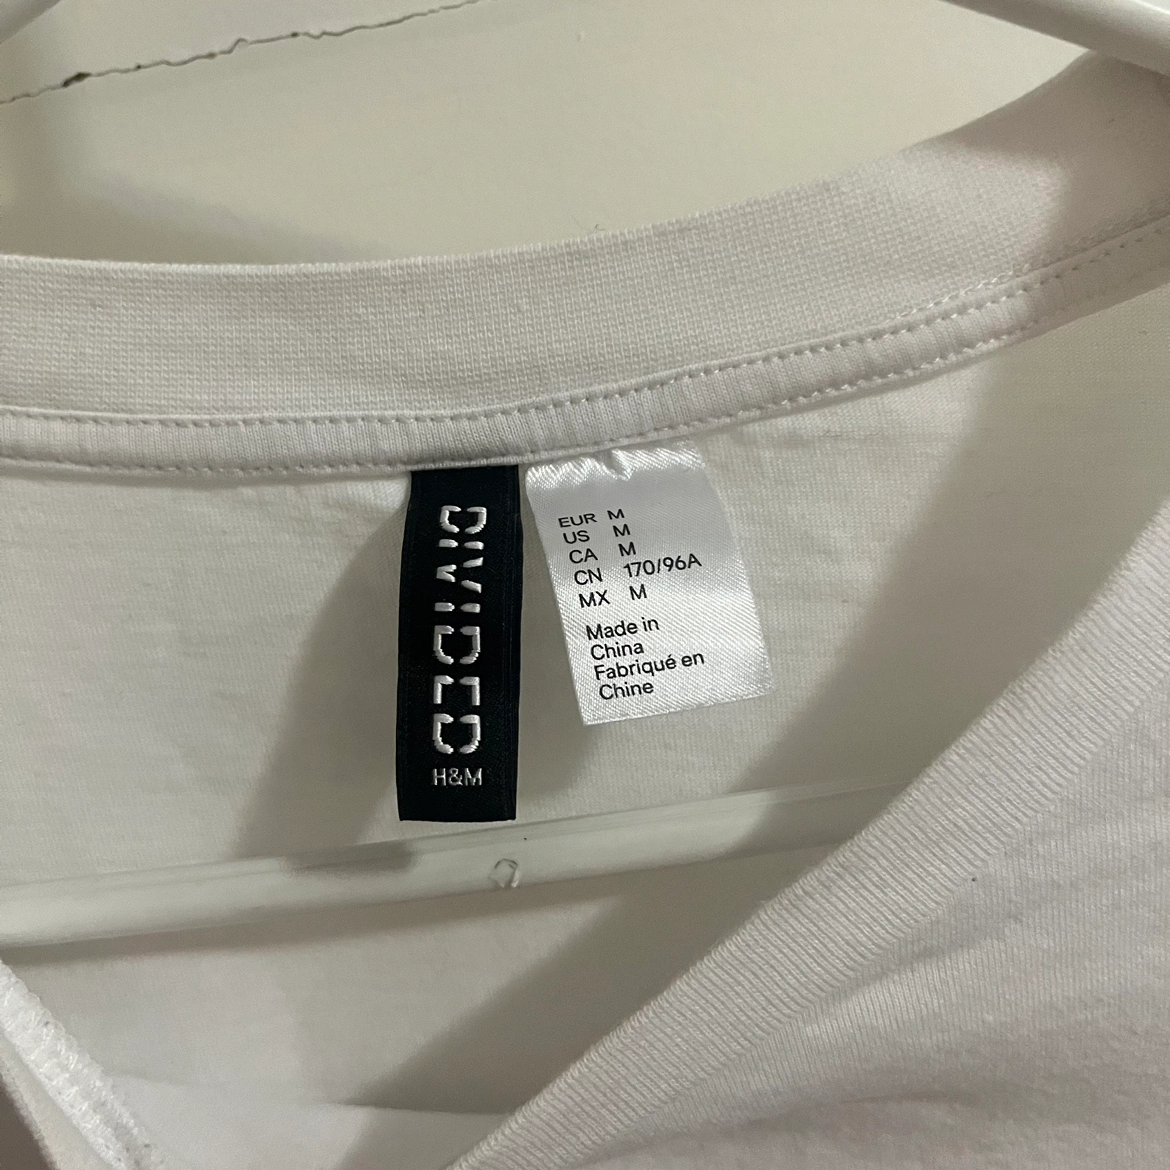 DIVIDED
H&M
EUR M
US M
CA M
CN 170/96A
MX M
Made in
China
Fabriqué en
Chine